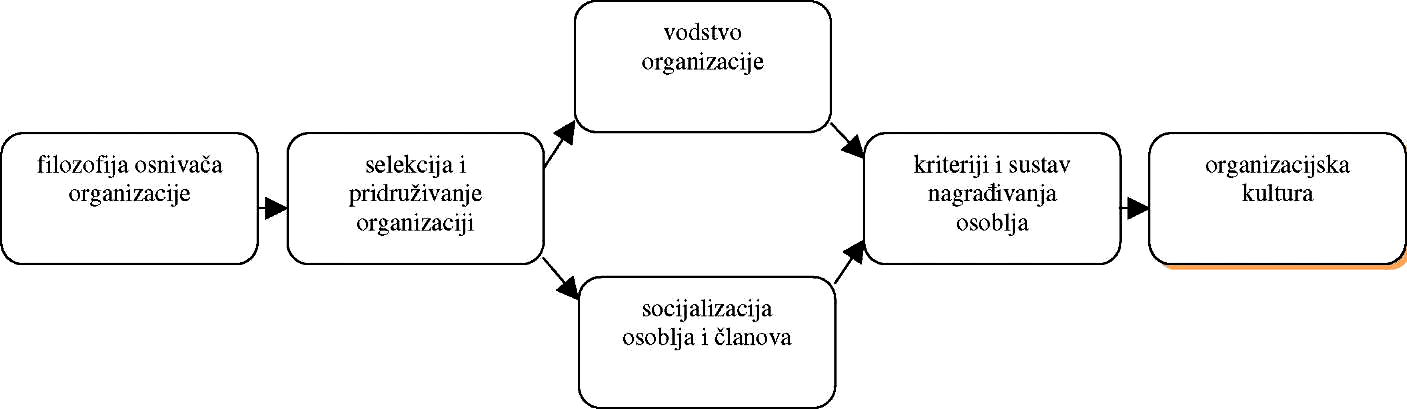 filozofija osnivača
organizacije
selekcija i
pridruživanje
organizaciji
vodstvo
organizacije
socijalizacija
osoblja i članova
kriteriji i sustav
nagrađivanja
osoblja
organizacijska
kultura